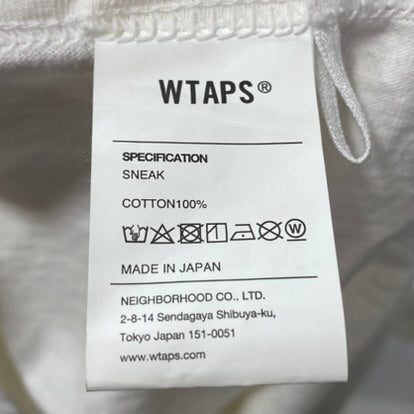 WTAPS®
SPECIFICATION
SNEAK
COTTON100%
W
MADE IN JAPAN
NEIGHBORHOOD CO., LTD.
2-8-14 Sendagaya Shibuya-ku,
Tokyo Japan 151-0051
www.wtaps.com